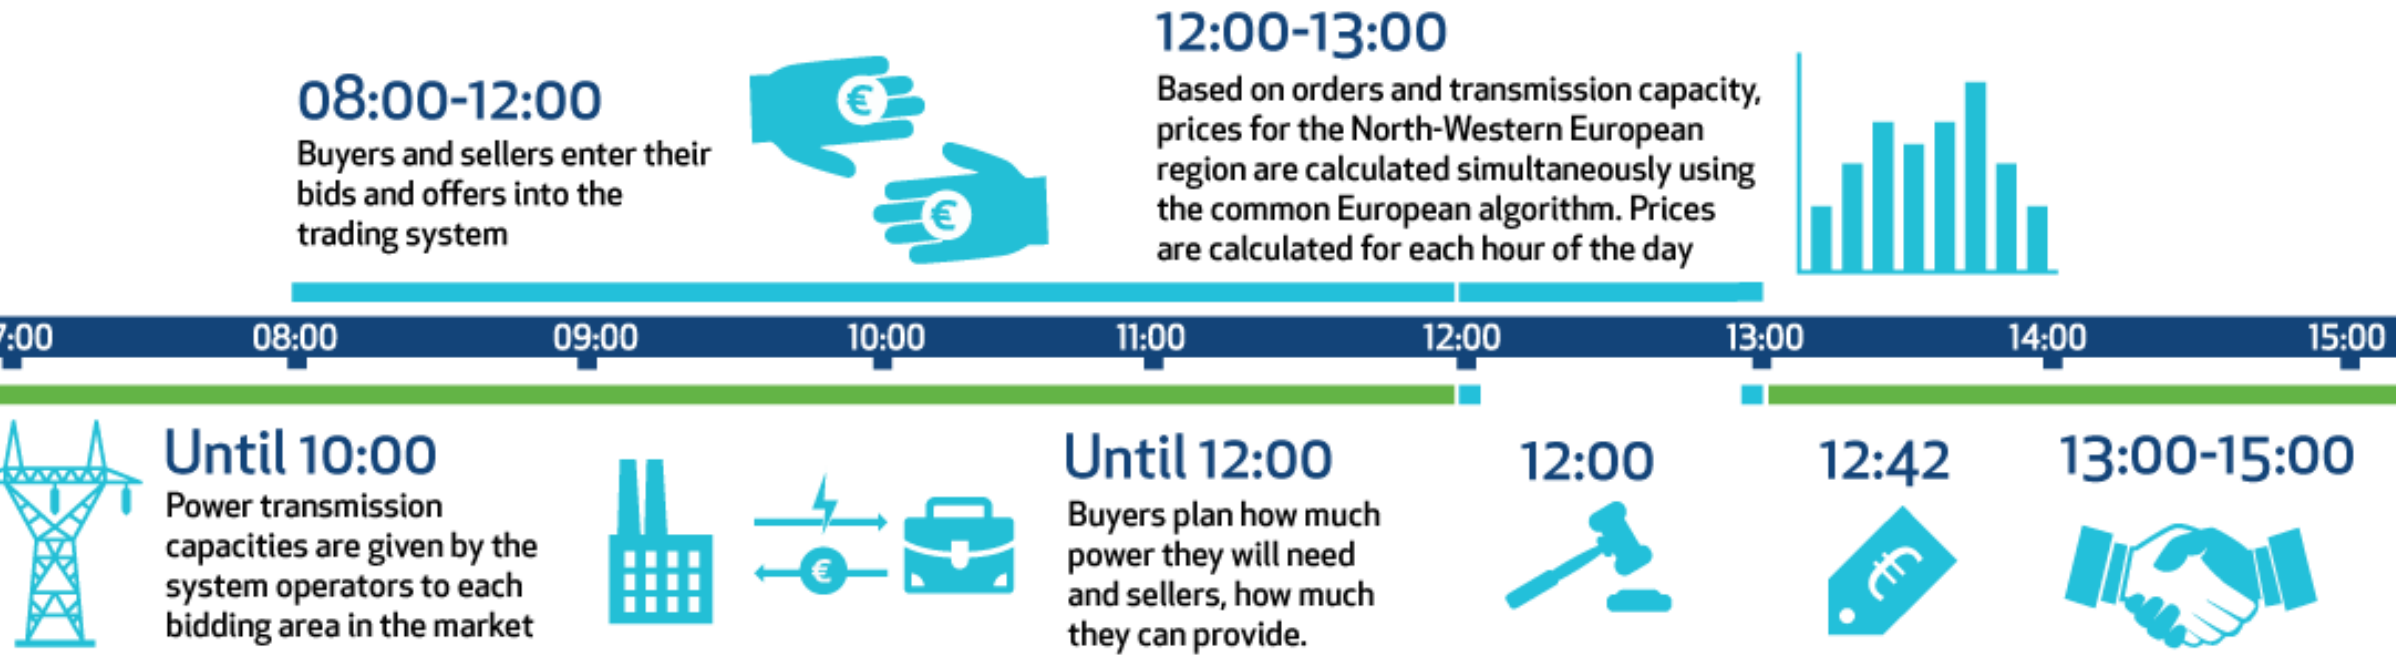 08:00-12:00
Buyers and sellers enter their
bids and offers into the
trading system
€
€
12:00-13:00
Based on orders and transmission capacity,
prices for the North-Western European
region are calculated simultaneously using
the common European algorithm. Prices
are calculated for each hour of the day
7:00 08:00 09:00 10:00 11:00 12:00 13:00 14:00 15:00
Until 10:00
Power transmission
capacities are given by the
system operators to each
bidding area in the market
€
Until 12:00
Buyers plan how much
power they will need
and sellers, how much
they can provide.
12:00
12:42
€
13:00-15:00